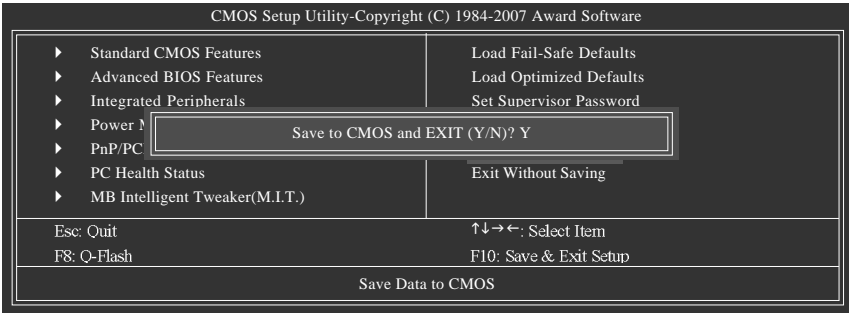 CMOS Setup Utility-Copyright (C) 1984-2007 Award Software
Standard CMOS Features
Load Fail-Safe Defaults
Advanced BIOS Features
Load Optimized Defaults
Integrated Peripherals
Set Supervisor Password
Power
Save to CMOS and EXIT (Y/N)? Y
PnP/PC
PC Health Status
Exit Without Saving
MB Intelligent Tweaker(M.I.T.)
Esc: Quit
↑↓→←: Select Item
F8: Q-Flash
F10: Save & Exit Setup
Save Data to CMOS